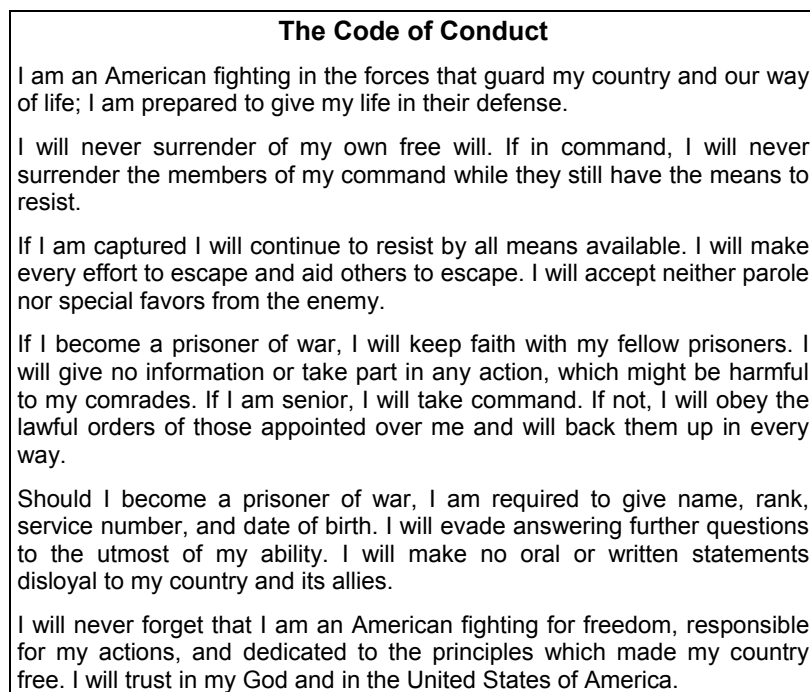 The Code of Conduct
I am an American fighting in the forces that guard my country and our way
of life; I am prepared to give my life in their defense.
I will never surrender of my own free will. If in command, I will never
surrender the members of my command while they still have the means to
resist.
If I am captured I will continue to resist by all means available. I will make
every effort to escape and aid others to escape. I will accept neither parole
nor special favors from the enemy.
If I become a prisoner of war, I will keep faith with my fellow prisoners. I
will give no information or take part in any action, which might be harmful
to my comrades. If I am senior, I will take command. If not, I will obey the
lawful orders of those appointed over me and will back them up in every
way.
Should I become a prisoner of war, I am required to give name, rank,
service number, and date of birth. I will evade answering further questions
to the utmost of my ability. I will make no oral or written statements
disloyal to my country and its allies.
I will never forget that I am an American fighting for freedom, responsible
for my actions, and dedicated to the principles which made my country
free. I will trust in my God and in the United States of America.